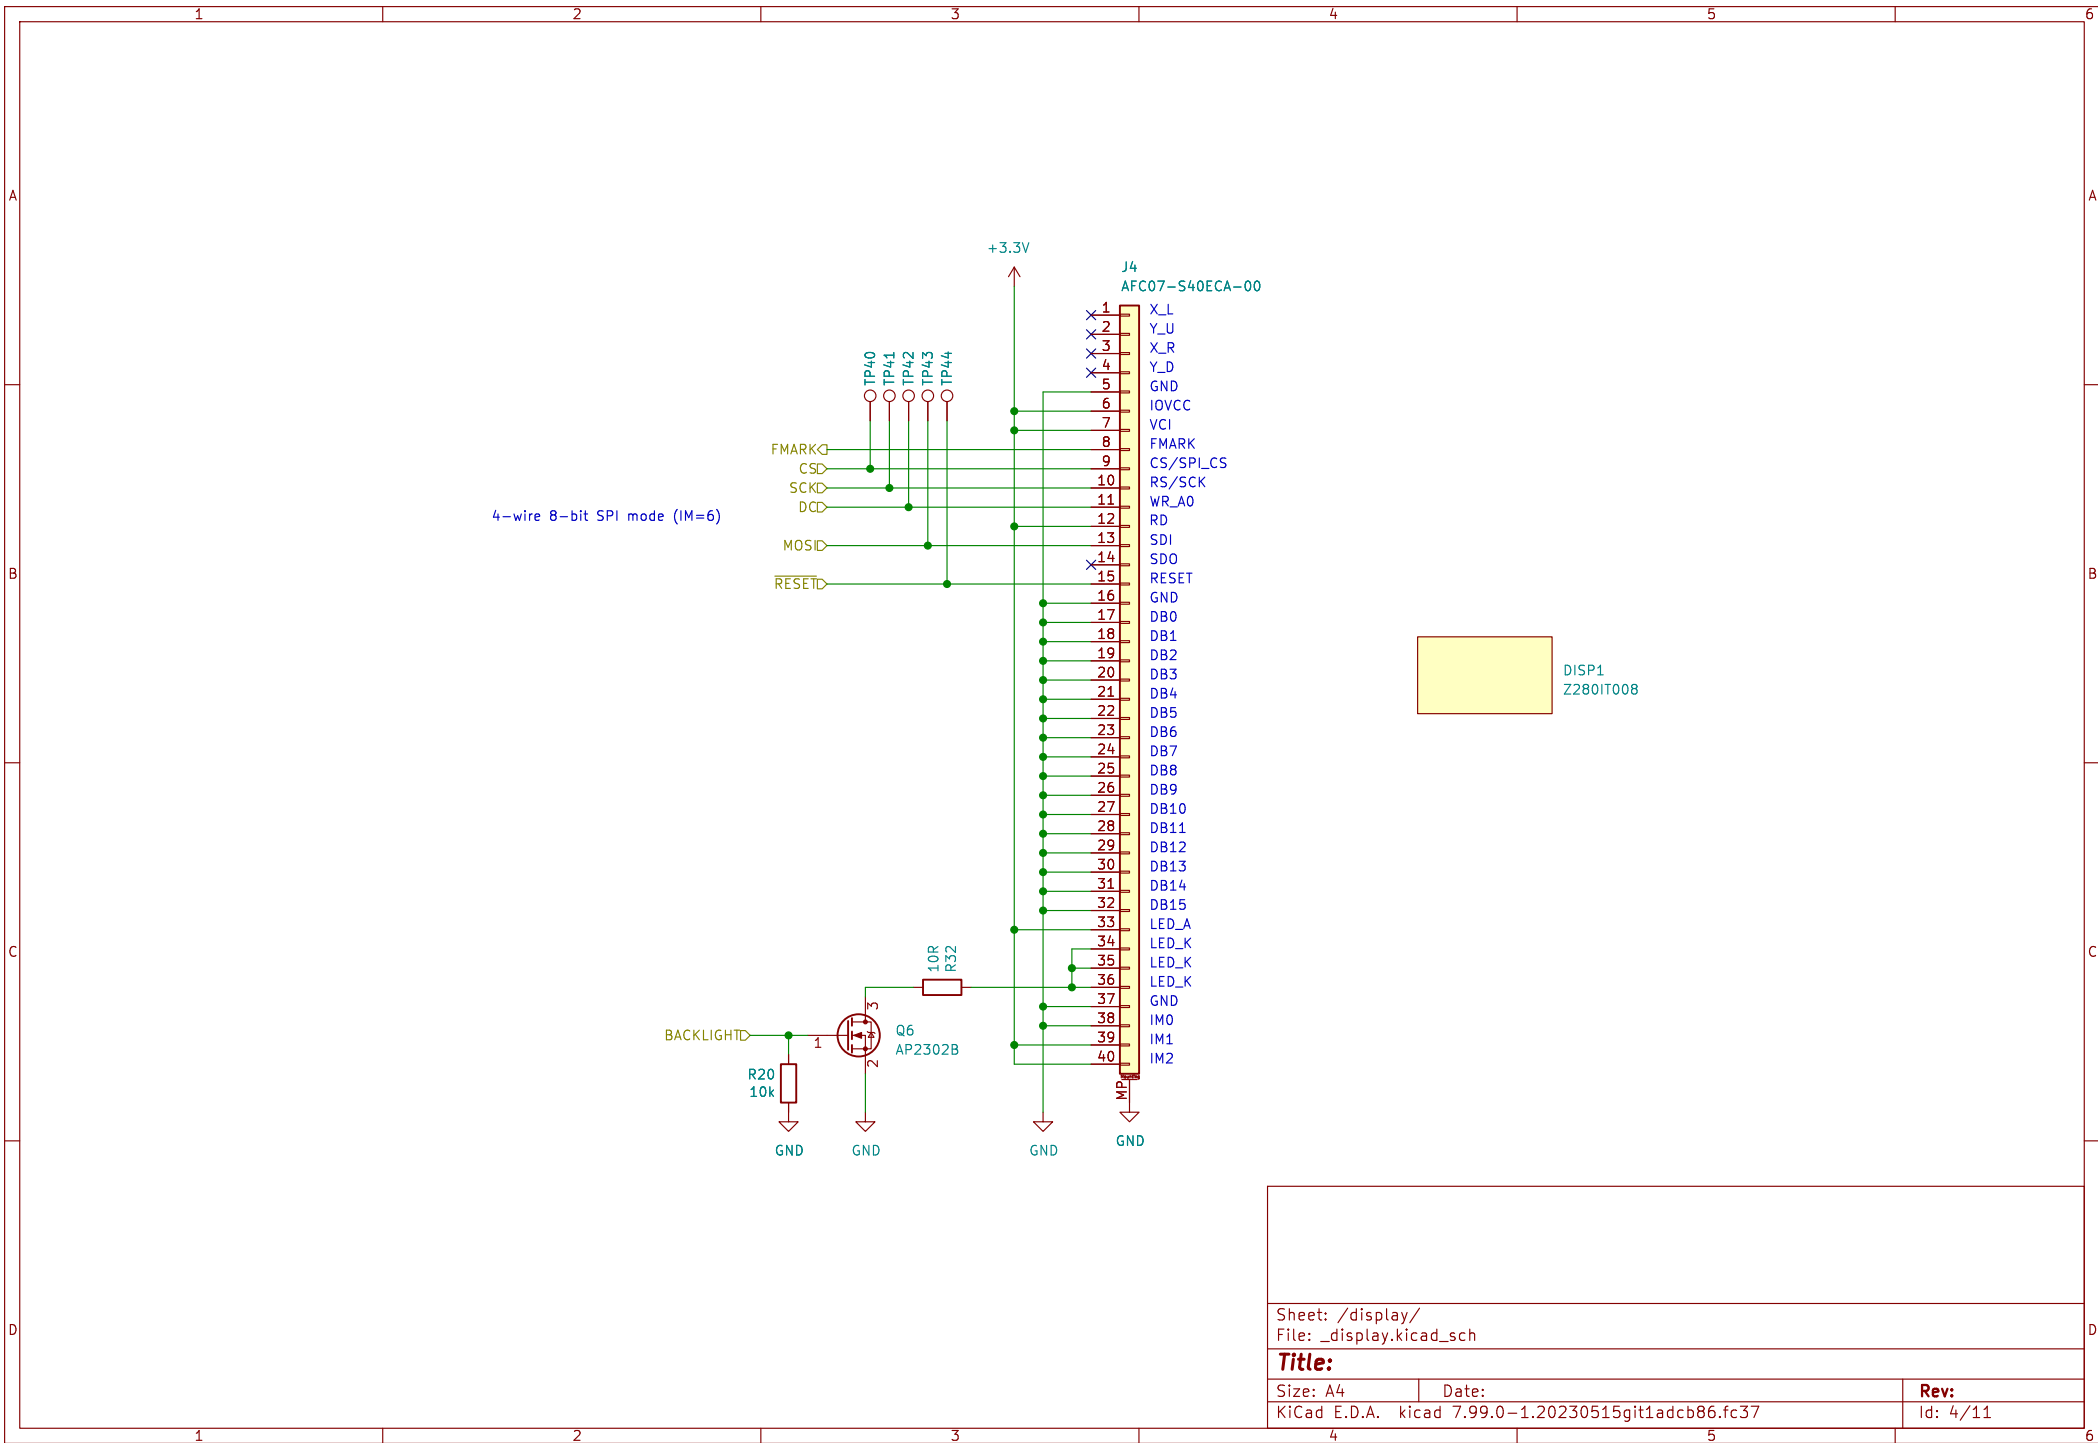 1 2 3 4 5 6
A A
+3.3V
J4
AFC07-S40ECA-00
1 X_L
2 Y_U
3 X_R
4 Y_D
TP40 TP41 TP42 TP43 TP44
5 GND
6 IOVCC
7 VCI
FMARK 8 FMARK
CS 9 CS/SPI_CS
SCK 10 RS/SCK
DC 11 WR_A0
4-wire 8-bit SPI mode (IM=6)
12 RD
MOSI 13 SDI
14 SDO
B B
RESET 15 RESET
16 GND
17 DB0
18 DB1
19 DB2
20 DB3
21 DB4
22 DB5
23 DB6
24 DB7
25 DB8
26 DB9
27 DB10
28 DB11
29 DB12
30 DB13
31 DB14
32 DB15
33 LED_A
34 LED_K
35 LED_K
36 LED_K
37 GND
38 IM0
39 IM1
40 IM2
MP
GND
DISP1
Z280IT008
C C
10R
R32
3
BACKLIGHT 1
Q6
AP2302B
2
R20
10k
GND GND GND
D D
Sheet: /display/
File: _display.kicad_sch
Title:
Size: A4 Date: Rev:
KiCad E.D.A. kicad 7.99.0-1.20230515git1adcb86.fc37 Id: 4/11
1 2 3 4 5 6